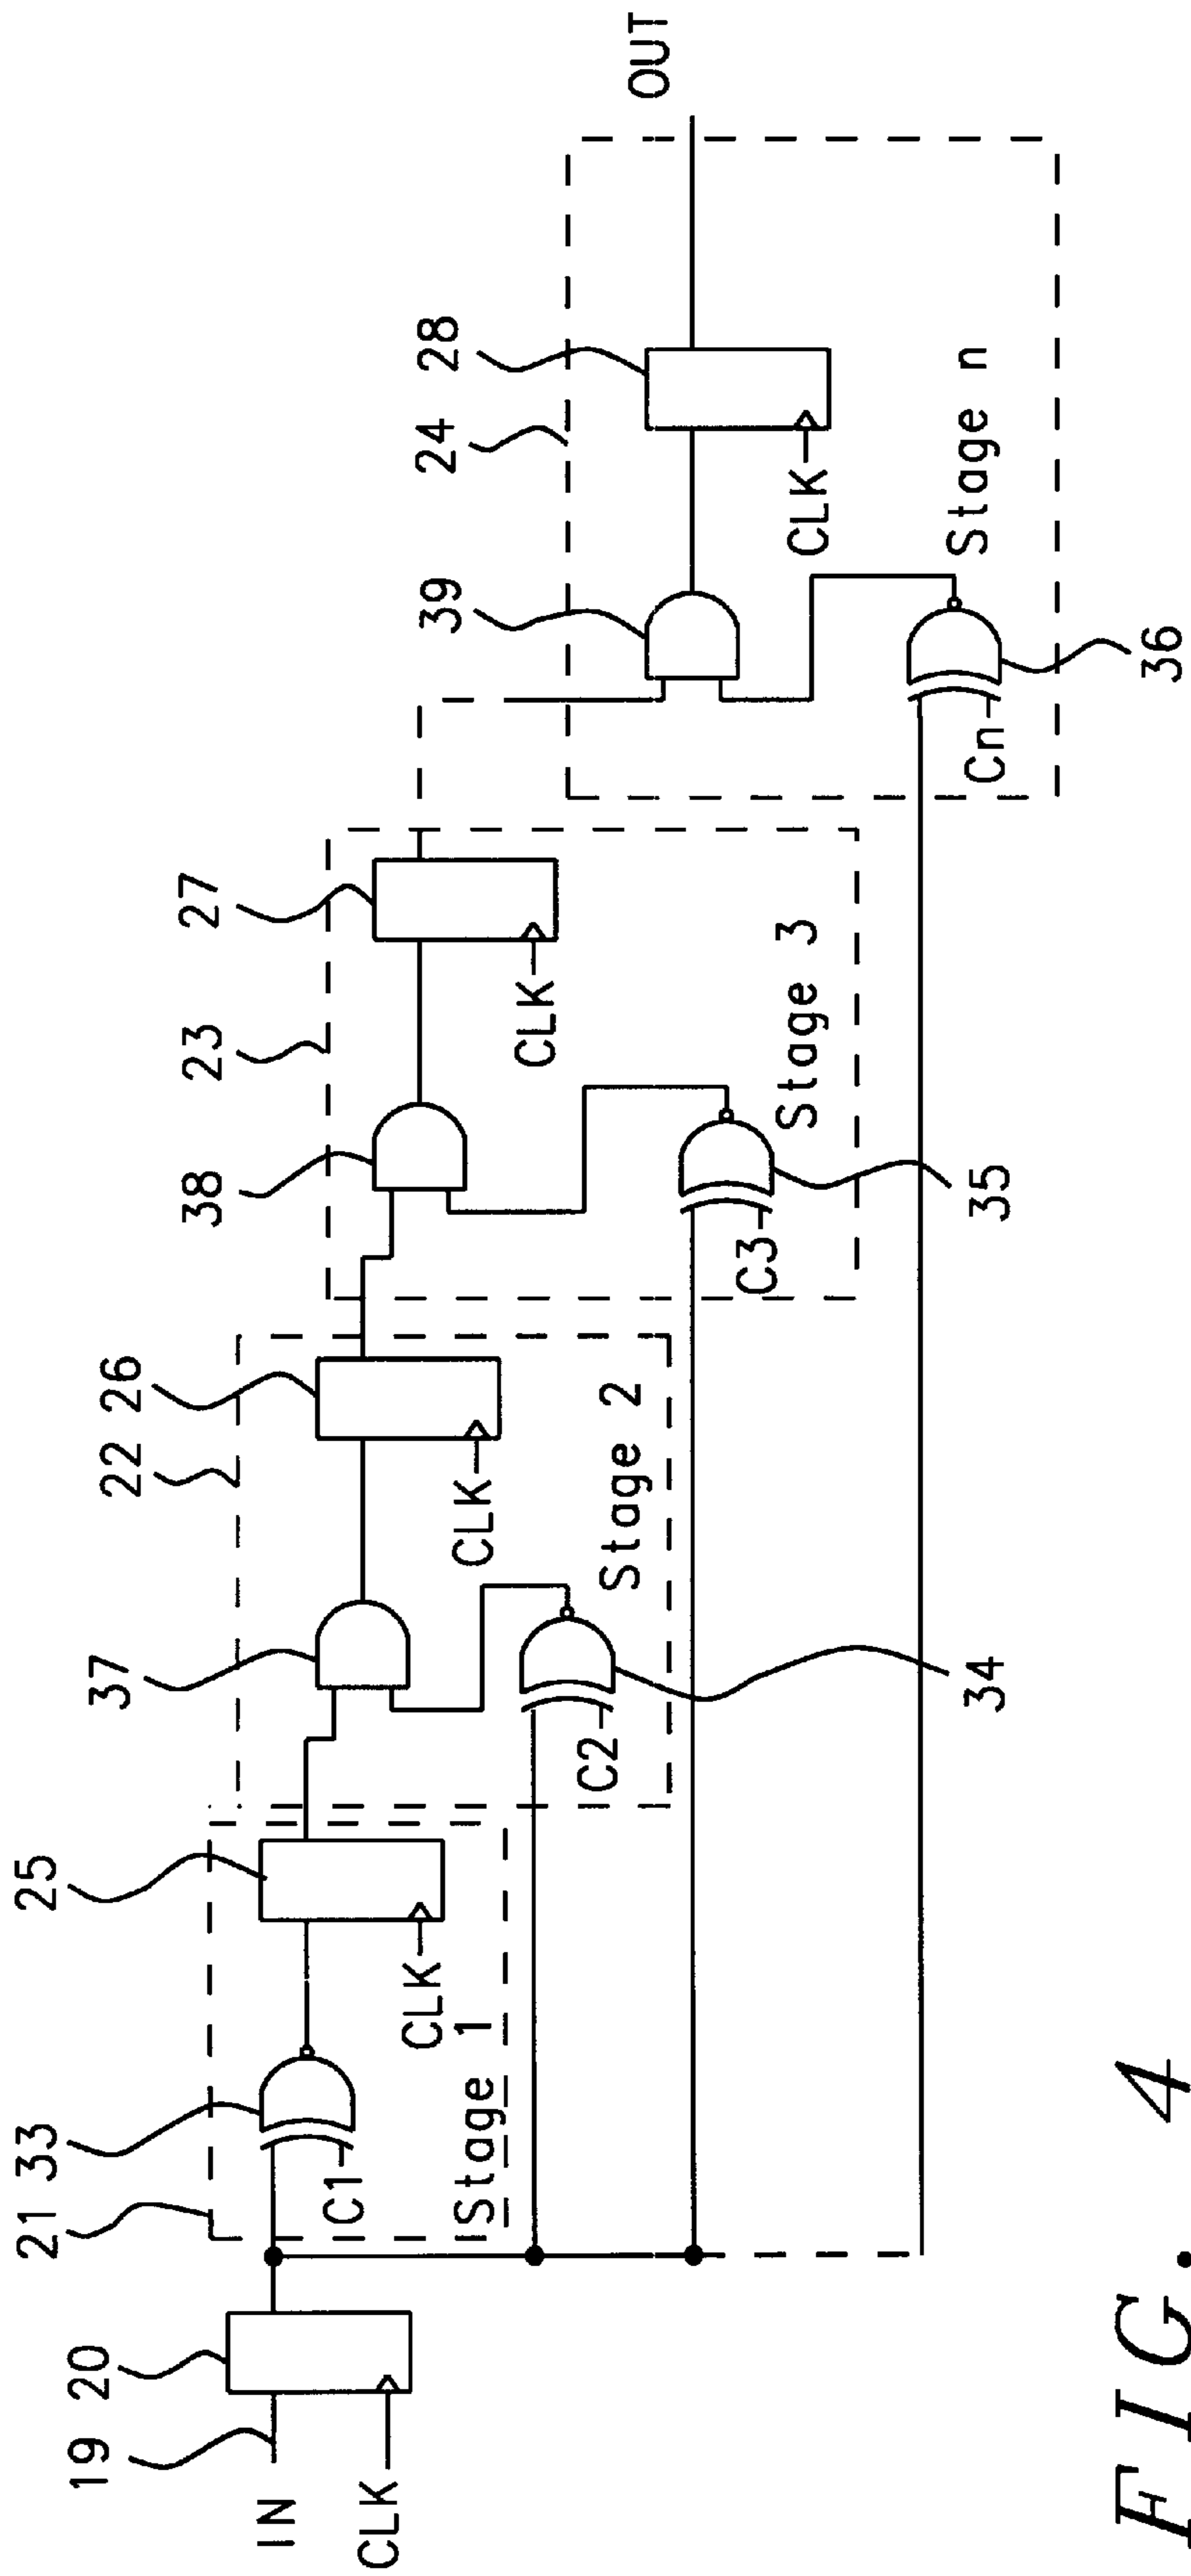 IN
19
20
CLK
21
33
25
C1
CLK
Stage 1
22
37
26
C2
CLK
Stage 2
34
23
38
27
C3
CLK
Stage 3
35
24
39
28
Cn
CLK
Stage n
36
OUT
FIG. 4